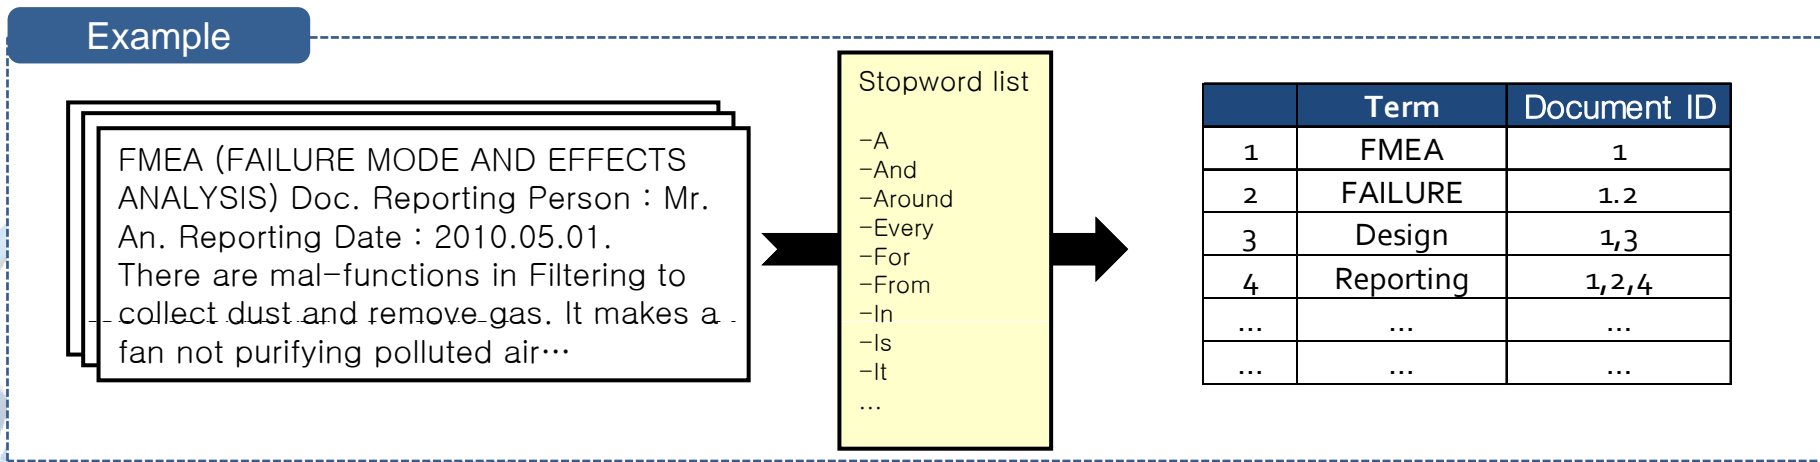 Example
FMEA (FAILURE MODE AND EFFECTS
ANALYSIS) Doc. Reporting Person : Mr.
An. Reporting Date : 2010.05.01.
There are mal-functions in Filtering to
collect dust and remove gas. It makes a
fan not purifying polluted air…
Stopword list
-A
-And
-Around
-Every
-For
-From
-In
-Is
-It
...
Term Document ID
1 FMEA 1
2 FAILURE 1.2
3 Design 1,3
4 Reporting 1,2,4
... ... ...
... ... ...